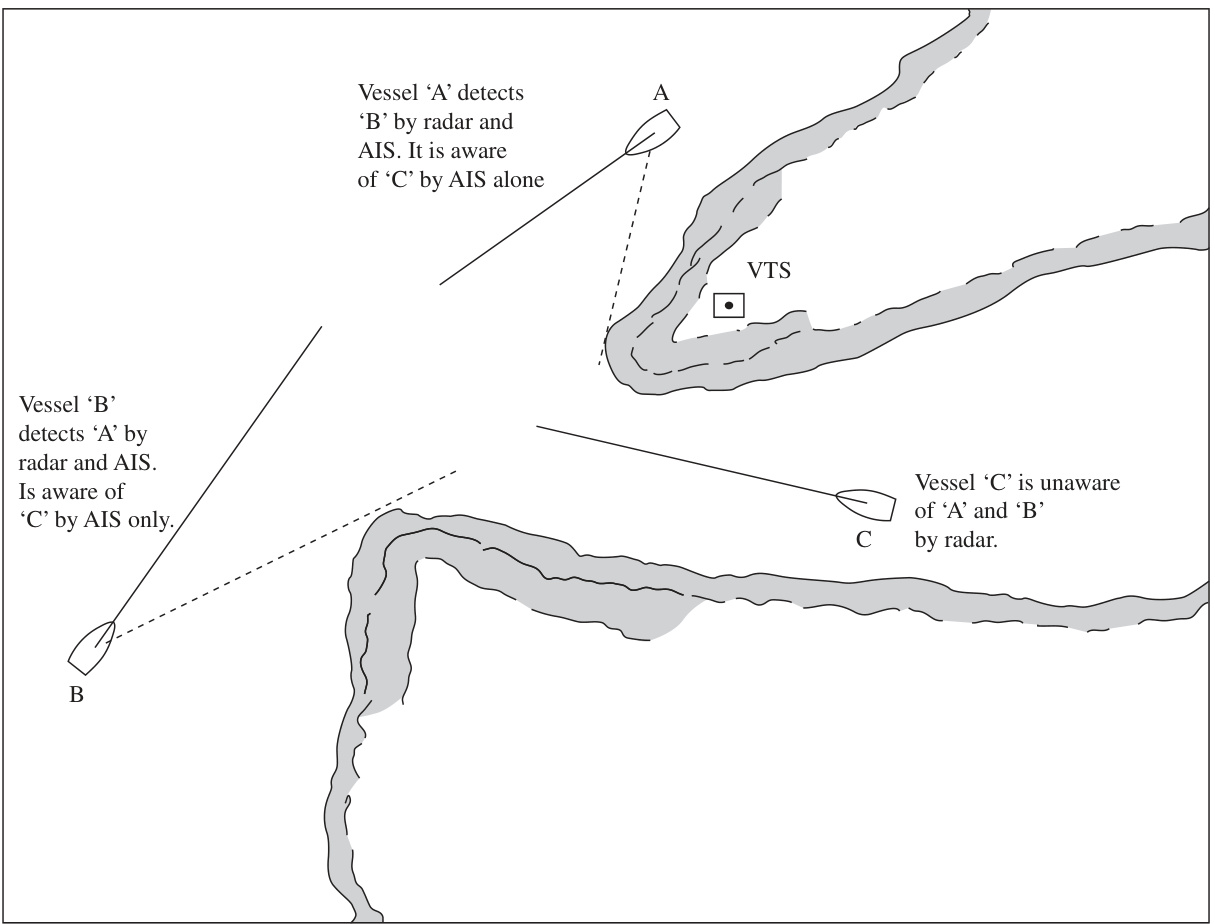 Vessel ‘A’ detects
‘B’ by radar and
AIS. It is aware
of ‘C’ by AIS alone
A
VTS
Vessel ‘B’
detects ‘A’ by
radar and AIS.
Is aware of
‘C’ by AIS only.
Vessel ‘C’ is unaware
of ‘A’ and ‘B’
by radar.
C
B